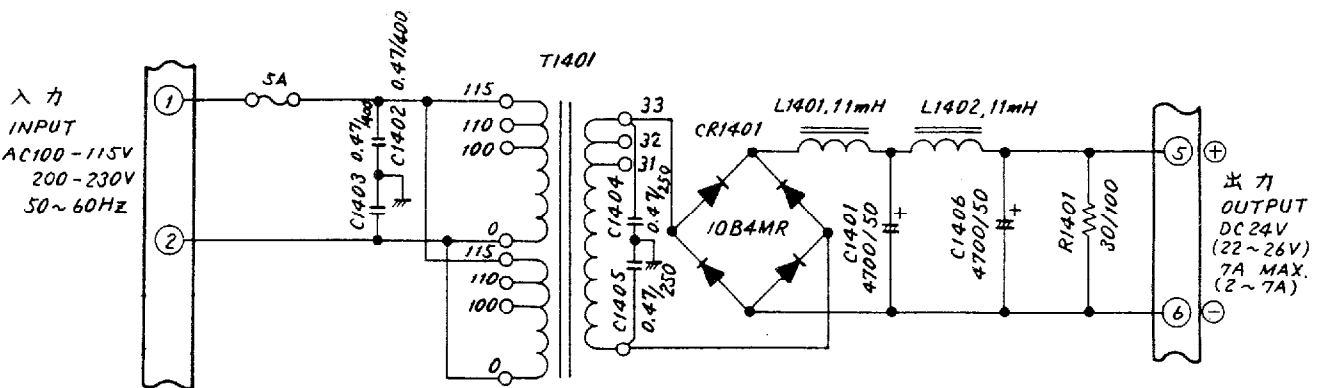 入力
INPUT
AC100-115V
200-230V
50~60Hz
1
2
5A
C1403 0.47/400
C1402 0.47/400
T1401
115
110
100
0
115
110
100
0
33
32
31
C1404
0.47/250
C1405
0.47/250
CR1401
10B4MR
L1401, 11mH
L1402, 11mH
C1401
4700/50
+
C1406
4700/50
+
R1401
30/100
5
+
6
-
出力
OUTPUT
DC24V
(22~26V)
7A MAX.
(2~7A)